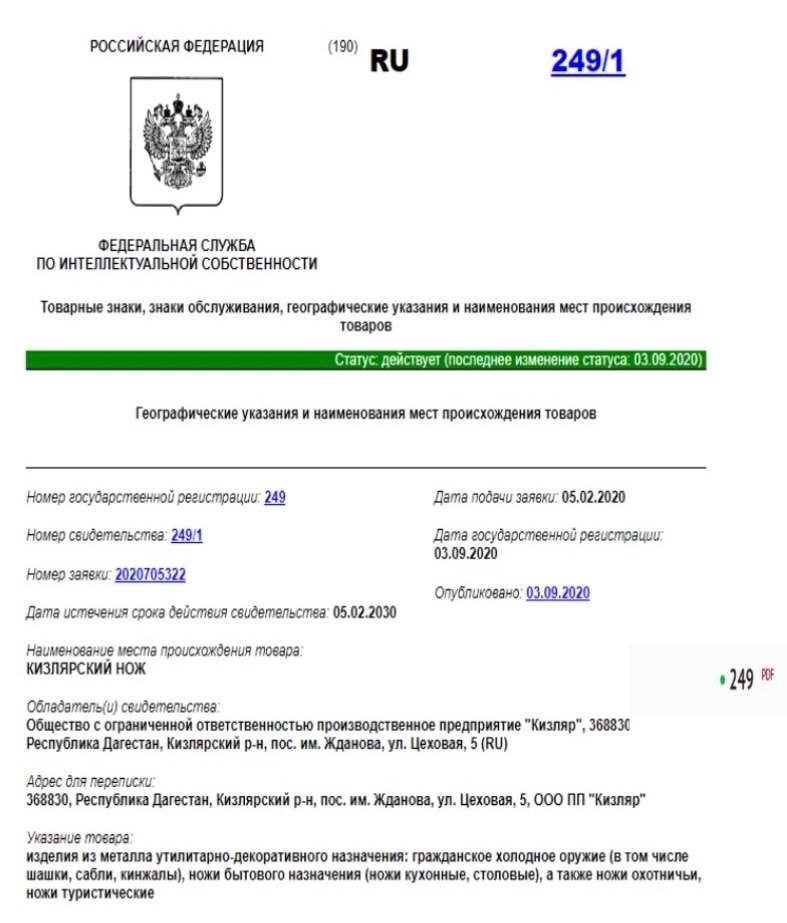 РОССИЙСКАЯ ФЕДЕРАЦИЯ
(190) RU 249/1
ФЕДЕРАЛЬНАЯ СЛУЖБА
ПО ИНТЕЛЛЕКТУАЛЬНОЙ СОБСТВЕННОСТИ
Товарные знаки, знаки обслуживания, географические указания и наименования мест происхождения
товаров
Статус: действует (последнее изменение статуса: 03.09.2020)
Географические указания и наименования мест происхождения товаров
Номер государственной регистрации: 249
Номер свидетельства: 249/1
Номер заявки: 2020705322
Дата истечения срока действия свидетельства: 05.02.2030
Дата подачи заявки: 05.02.2020
Дата государственной регистрации:
03.09.2020
Опубликовано: 03.09.2020
Наименование места происхождения товара:
КИЗЛЯРСКИЙ НОЖ
249 PDF
Обладатель(и) свидетельства:
Общество с ограниченной ответственностью производственное предприятие "Кизляр", 368830
Республика Дагестан, Кизлярский р-н, пос. им. Жданова, ул. Цеховая, 5 (RU)
Адрес для переписки:
368830, Республика Дагестан, Кизлярский р-н, пос. им. Жданова, ул. Цеховая, 5, ООО ПП "Кизляр"
Указание товара:
изделия из металла утилитарно-декоративного назначения: гражданское холодное оружие (в том числе
шашки, сабли, кинжалы), ножи бытового назначения (ножи кухонные, столовые), а также ножи охотничьи,
ножи туристические